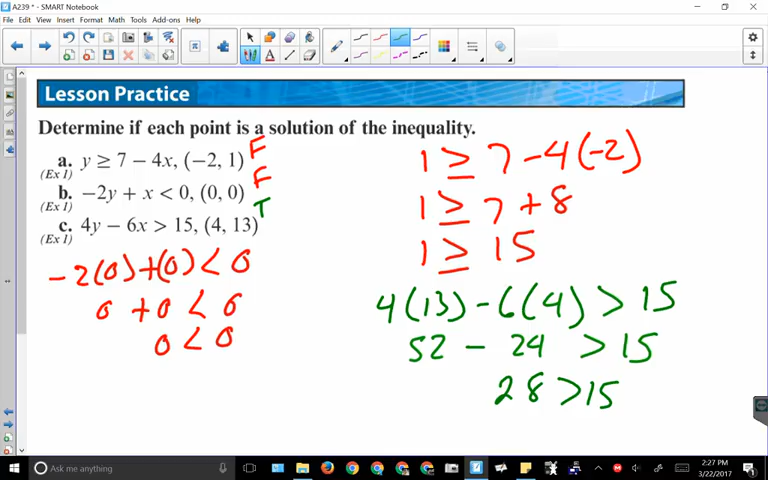 A239 * - SMART Notebook
File Edit View Insert Format Tools Add-ons Help
Lesson Practice
Determine if each point is a solution of the inequality.
a. y ≥ 7 − 4x, (−2, 1) F
(Ex 1)
b. −2y + x < 0, (0, 0) F
(Ex 1)
c. 4y − 6x > 15, (4, 13) T
(Ex 1)
-2(0)+(0) < 0
0 + 0 < 0
0 < 0
1 ≥ 7 - 4(-2)
1 ≥ 7 + 8
1 ≥ 15
4(13) - 6(4) > 15
52 - 24 > 15
28 > 15
Ask me anything
2:27 PM
3/22/2017